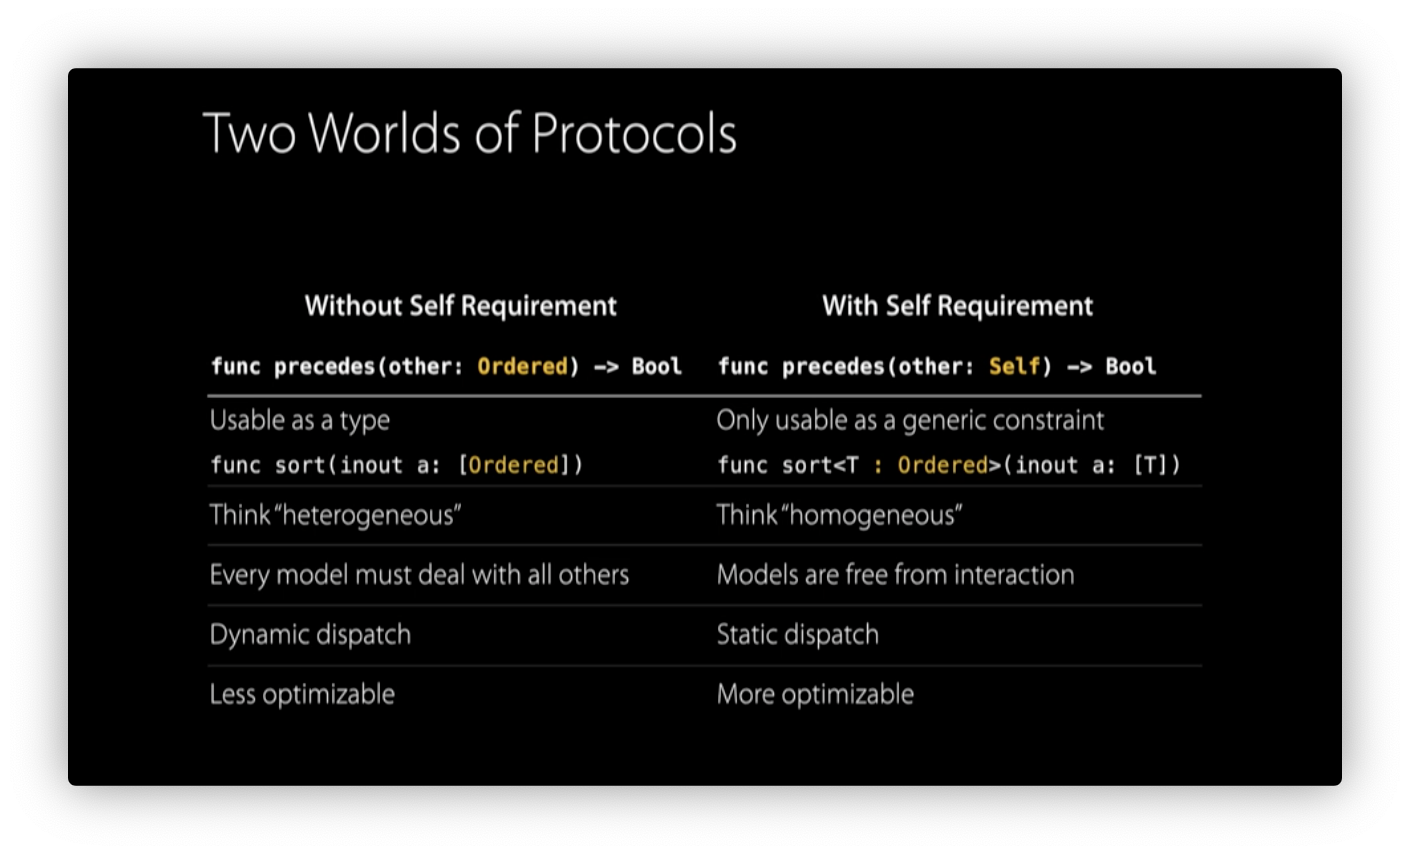 Two Worlds of Protocols
Without Self Requirement
With Self Requirement
func precedes(other: Ordered) -> Bool
func precedes(other: Self) -> Bool
Usable as a type
Only usable as a generic constraint
func sort(inout a: [Ordered])
func sort<T : Ordered>(inout a: [T])
Think “heterogeneous”
Think “homogeneous”
Every model must deal with all others
Models are free from interaction
Dynamic dispatch
Static dispatch
Less optimizable
More optimizable